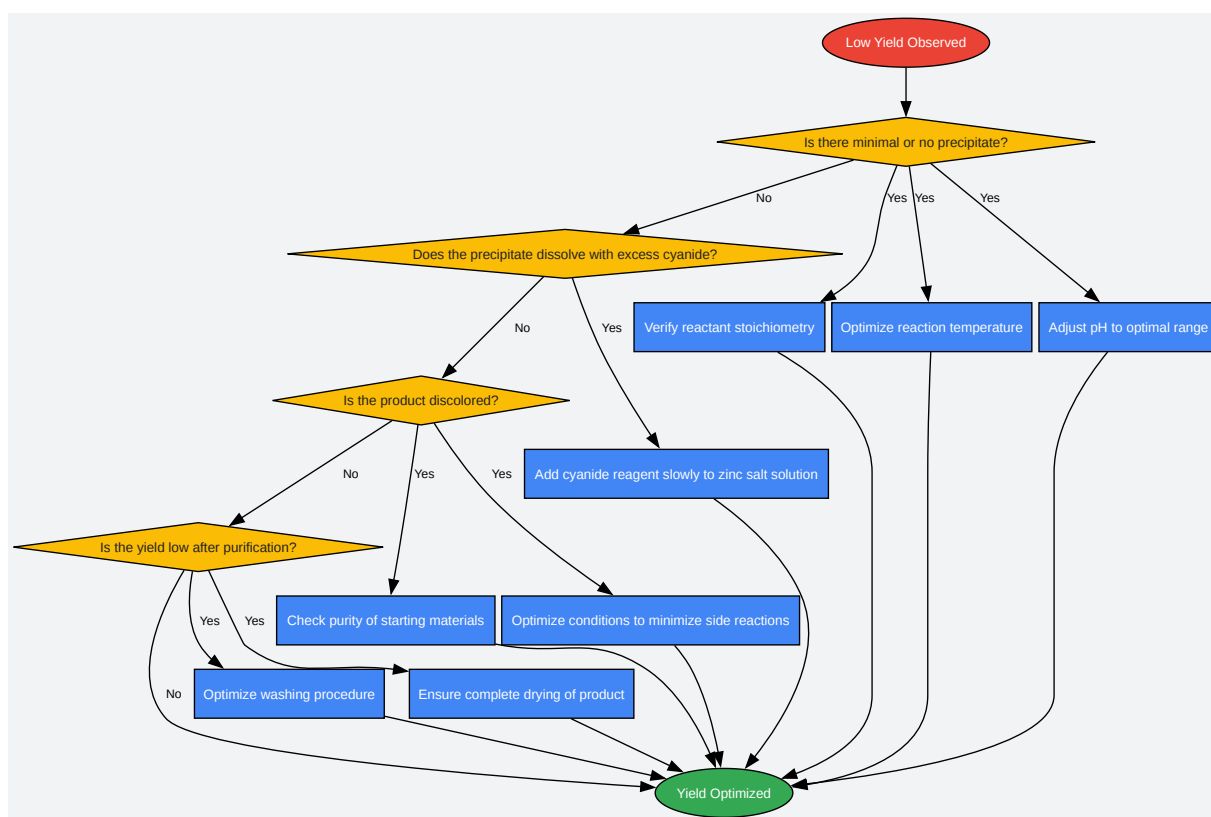 Low Yield Observed
Is there minimal or no precipitate?
No
Yes
Yes
Yes
Does the precipitate dissolve with excess cyanide?
Verify reactant stoichiometry
Optimize reaction temperature
Adjust pH to optimal range
No
Yes
Is the product discolored?
No
Yes
Yes
Add cyanide reagent slowly to zinc salt solution
Is the yield low after purification?
Yes
Yes
Check purity of starting materials
Optimize conditions to minimize side reactions
No
Optimize washing procedure
Ensure complete drying of product
Yield Optimized